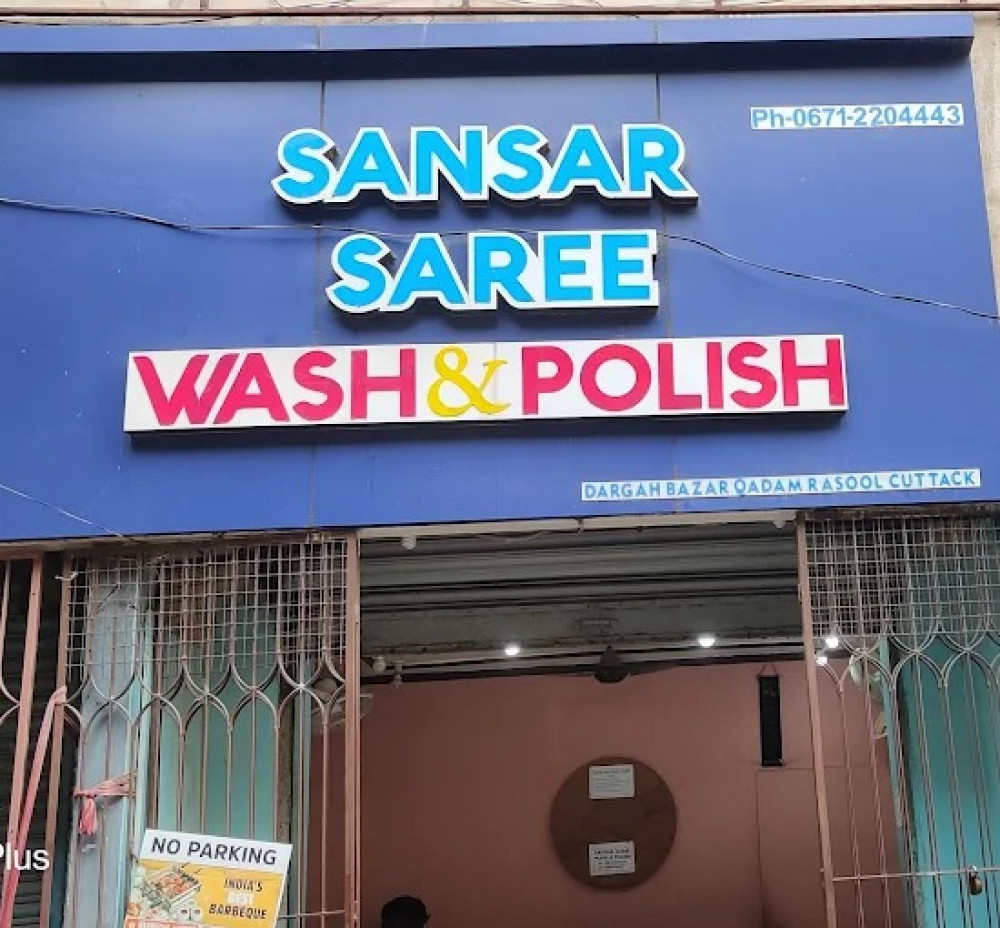 Ph-0671-2204443
SANSAR
SAREE
WASH & POLISH
DARGAH BAZAR QADAM RASOOL CUTTACK
NO PARKING
INDIA'S
BEST
BARBEQUE
Plus